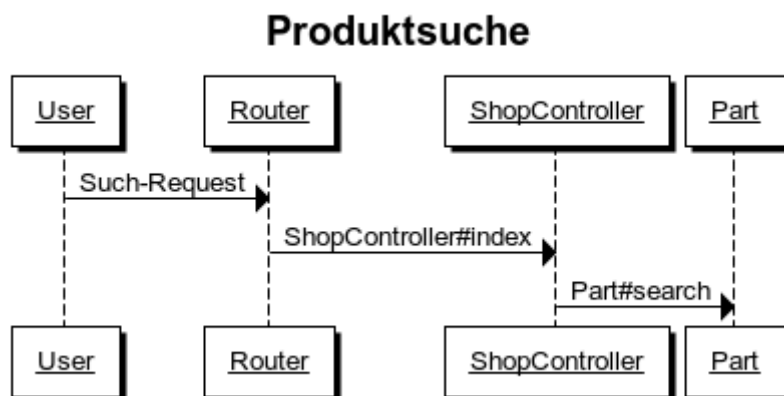 Produktsuche
User Router ShopController Part
Such-Request
ShopController#index
Part#search
User Router ShopController Part